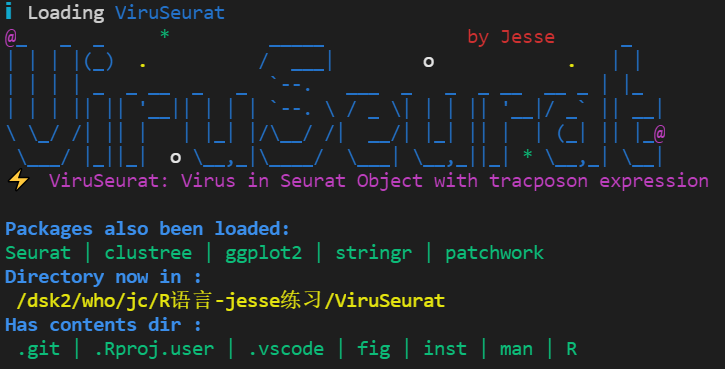 i Loading ViruSeurat
by Jesse
ViruSeurat
⚡ ViruSeurat: Virus in Seurat Object with tracposon expression
Packages also been loaded:
Seurat | clustree | ggplot2 | stringr | patchwork
Directory now in :
/dsk2/who/jc/R语言-jesse练习/ViruSeurat
Has contents dir :
.git | .Rproj.user | .vscode | fig | inst | man | R